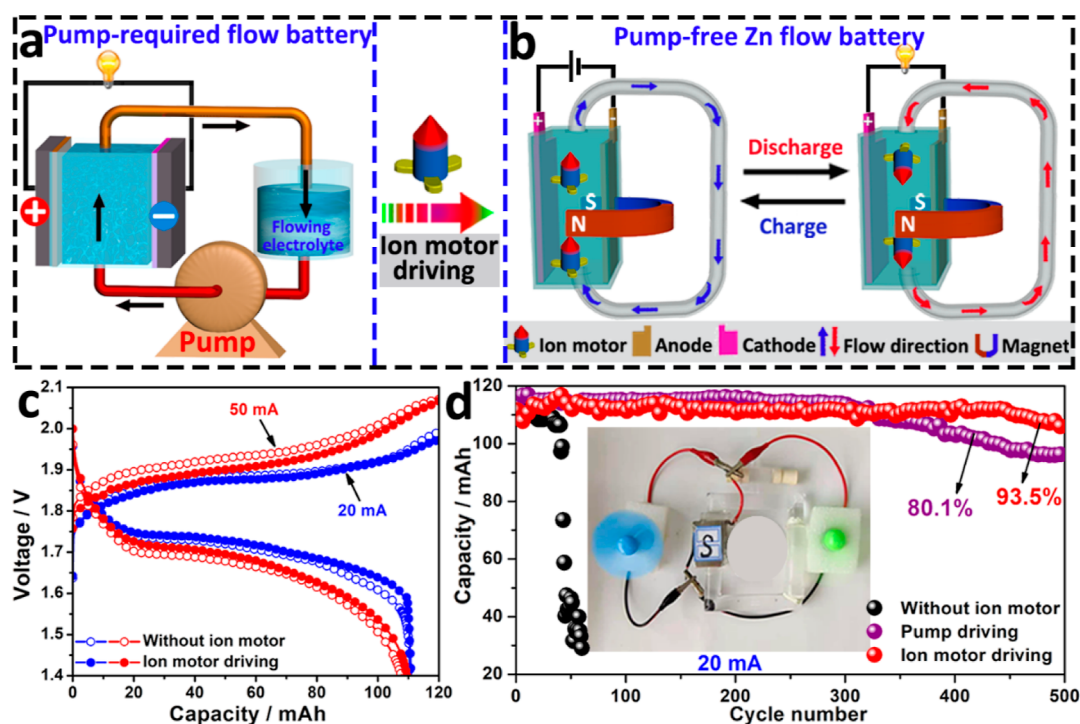 a
Pump-required flow battery
+
−
Flowing
electrolyte
Pump
Ion motor
driving
b
Pump-free Zn flow battery
+
-
S
N
Discharge
Charge
+
-
S
N
Ion motor
Anode
Cathode
Flow direction
Magnet
c
2.1
2.0
1.9
1.8
1.7
1.6
1.5
1.4
Voltage / V
50 mA
20 mA
Without ion motor
Ion motor driving
0
20
40
60
80
100
120
Capacity / mAh
d
120
100
80
60
40
20
Capacity / mAh
S
80.1%
93.5%
Without ion motor
Pump driving
Ion motor driving
20 mA
0
100
200
300
400
500
Cycle number